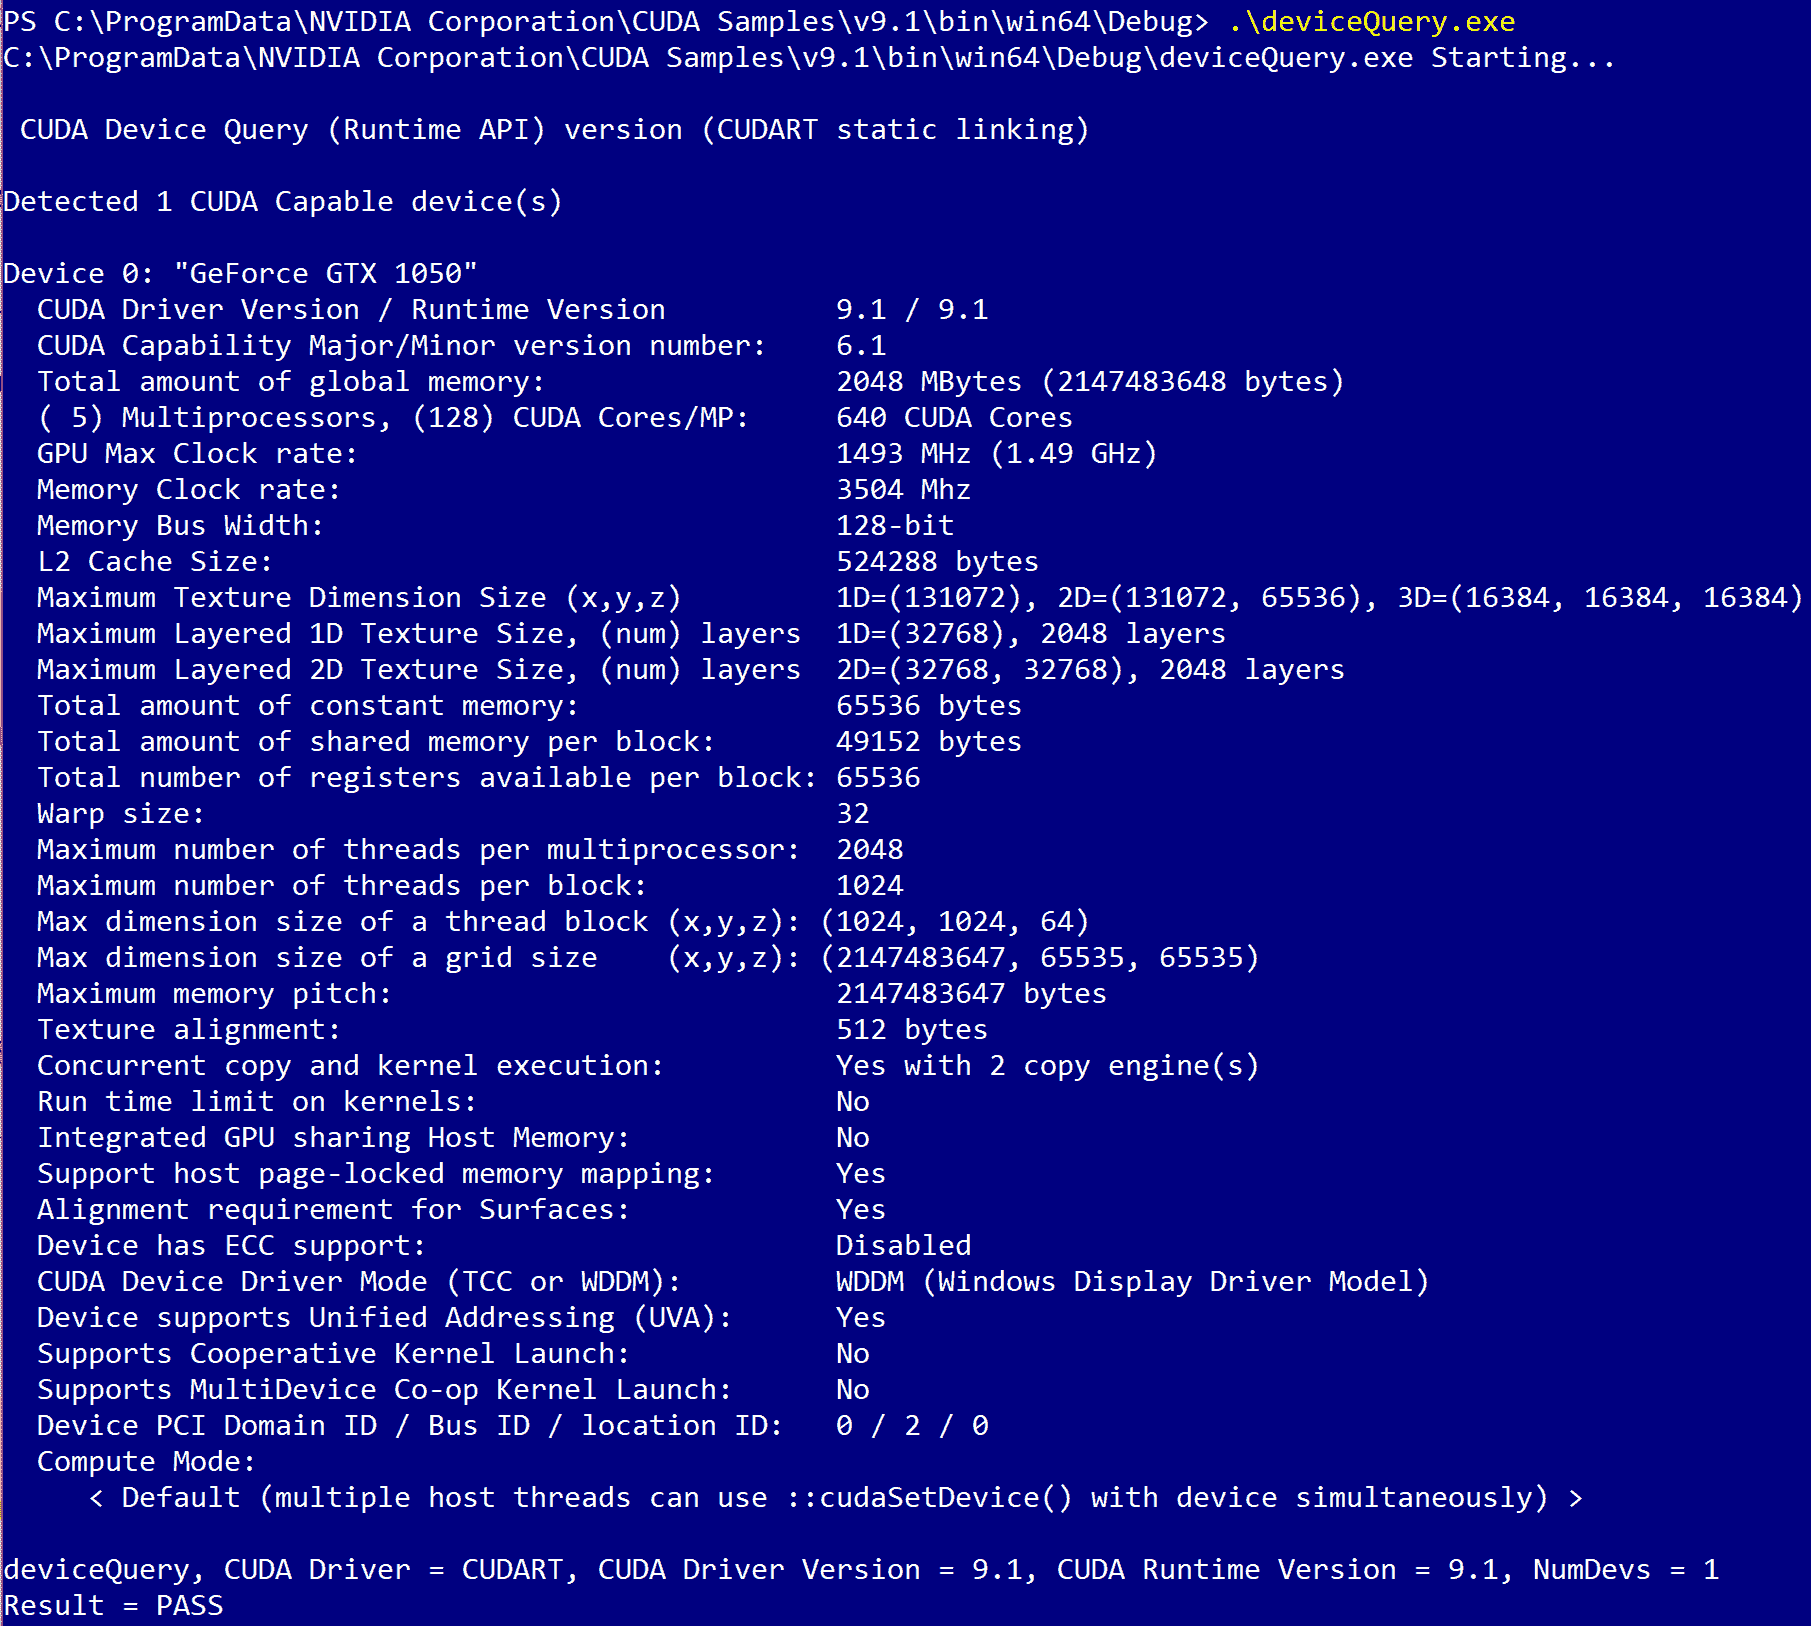 PS C:\ProgramData\NVIDIA Corporation\CUDA Samples\v9.1\bin\win64\Debug> .\deviceQuery.exe
C:\ProgramData\NVIDIA Corporation\CUDA Samples\v9.1\bin\win64\Debug\deviceQuery.exe Starting...

 CUDA Device Query (Runtime API) version (CUDART static linking)

Detected 1 CUDA Capable device(s)

Device 0: "GeForce GTX 1050"
  CUDA Driver Version / Runtime Version          9.1 / 9.1
  CUDA Capability Major/Minor version number:    6.1
  Total amount of global memory:                 2048 MBytes (2147483648 bytes)
  ( 5) Multiprocessors, (128) CUDA Cores/MP:     640 CUDA Cores
  GPU Max Clock rate:                            1493 MHz (1.49 GHz)
  Memory Clock rate:                             3504 Mhz
  Memory Bus Width:                              128-bit
  L2 Cache Size:                                 524288 bytes
  Maximum Texture Dimension Size (x,y,z)         1D=(131072), 2D=(131072, 65536), 3D=(16384, 16384, 16384)
  Maximum Layered 1D Texture Size, (num) layers  1D=(32768), 2048 layers
  Maximum Layered 2D Texture Size, (num) layers  2D=(32768, 32768), 2048 layers
  Total amount of constant memory:               65536 bytes
  Total amount of shared memory per block:       49152 bytes
  Total number of registers available per block: 65536
  Warp size:                                     32
  Maximum number of threads per multiprocessor:  2048
  Maximum number of threads per block:           1024
  Max dimension size of a thread block (x,y,z): (1024, 1024, 64)
  Max dimension size of a grid size    (x,y,z): (2147483647, 65535, 65535)
  Maximum memory pitch:                          2147483647 bytes
  Texture alignment:                             512 bytes
  Concurrent copy and kernel execution:          Yes with 2 copy engine(s)
  Run time limit on kernels:                     No
  Integrated GPU sharing Host Memory:            No
  Support host page-locked memory mapping:       Yes
  Alignment requirement for Surfaces:            Yes
  Device has ECC support:                        Disabled
  CUDA Device Driver Mode (TCC or WDDM):         WDDM (Windows Display Driver Model)
  Device supports Unified Addressing (UVA):      Yes
  Supports Cooperative Kernel Launch:            No
  Supports MultiDevice Co-op Kernel Launch:      No
  Device PCI Domain ID / Bus ID / location ID:   0 / 2 / 0
  Compute Mode:
     < Default (multiple host threads can use ::cudaSetDevice() with device simultaneously) >

deviceQuery, CUDA Driver = CUDART, CUDA Driver Version = 9.1, CUDA Runtime Version = 9.1, NumDevs = 1
Result = PASS